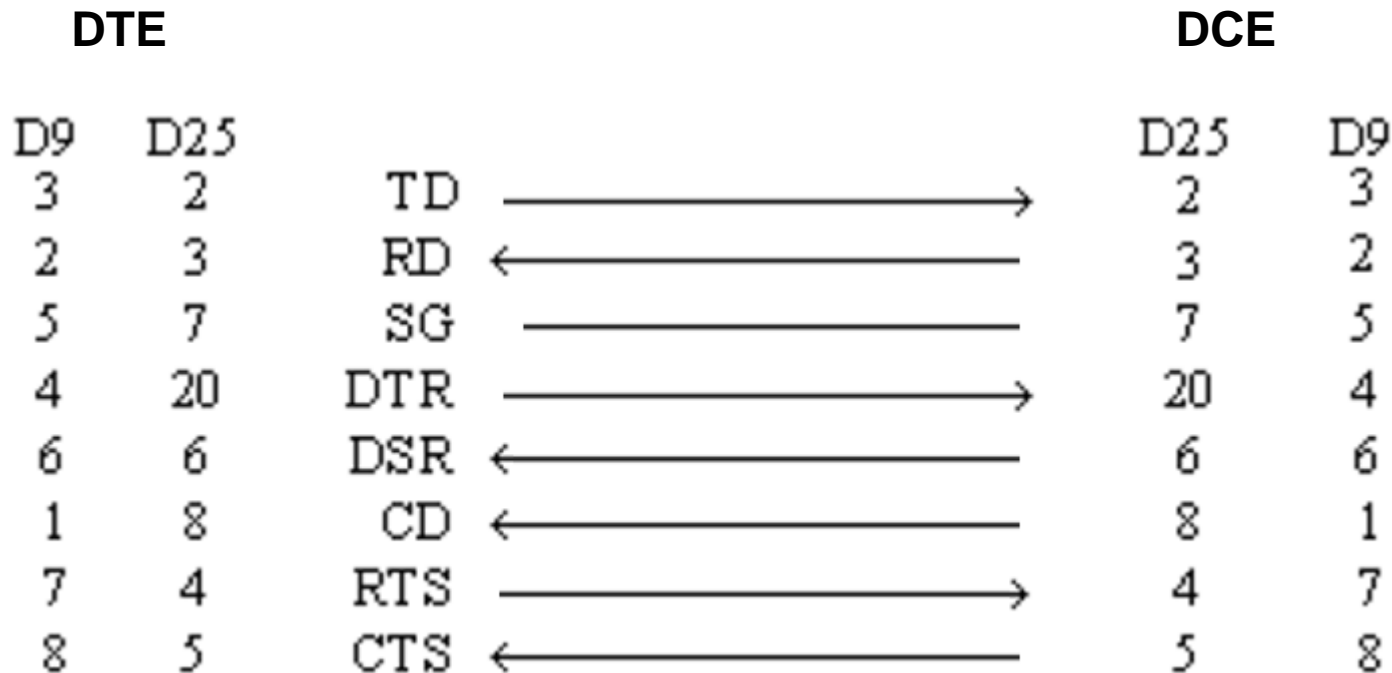 DTE DCE
D9 D25 D25 D9
3 2 TD 2 3
2 3 RD 3 2
5 7 SG 7 5
4 20 DTR 20 4
6 6 DSR 6 6
1 8 CD 8 1
7 4 RTS 4 7
8 5 CTS 5 8